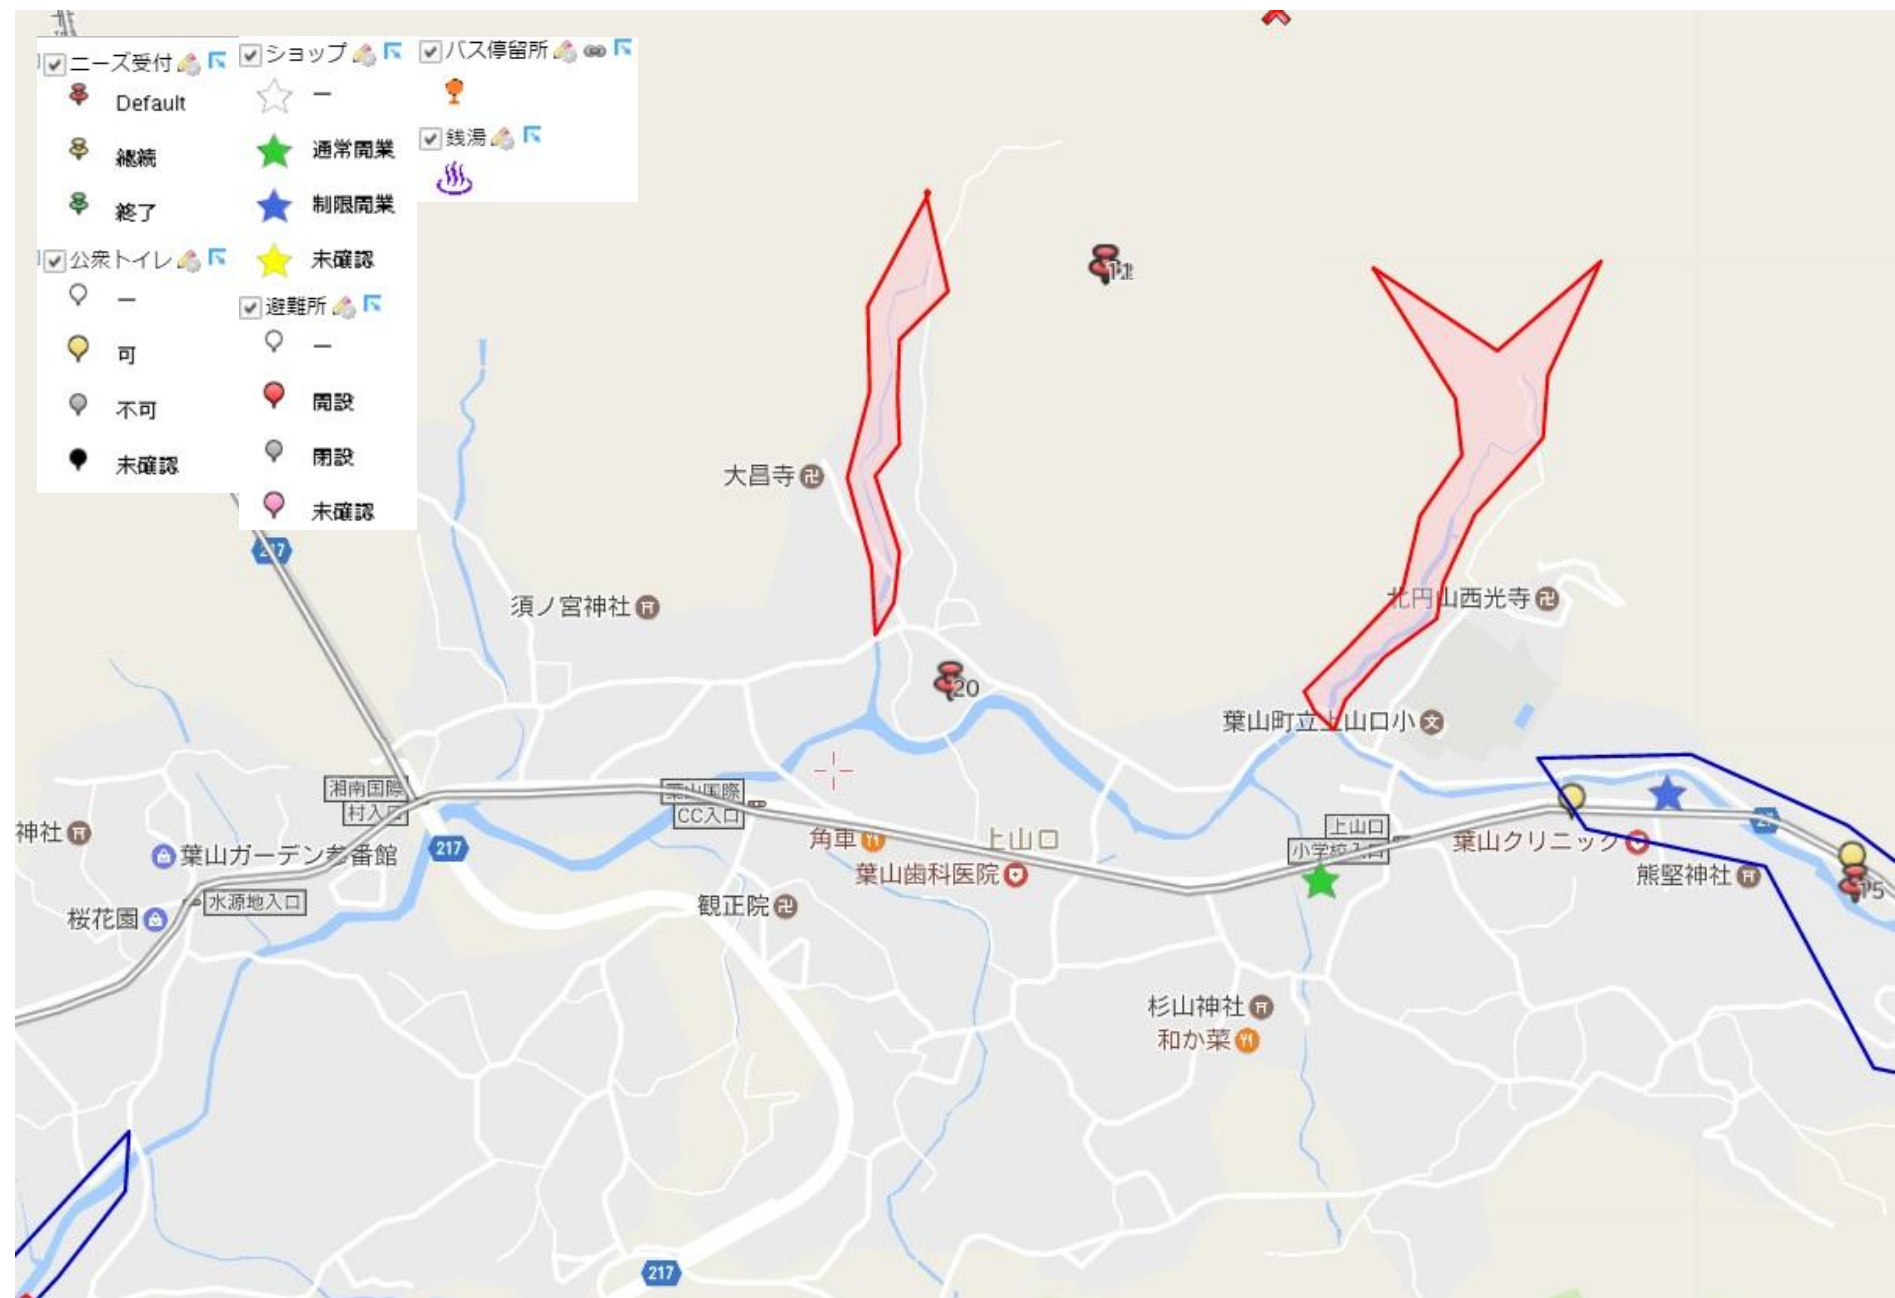 ニーズ受付
Default
継続
終了
公衆トイレ
ー
可
不可
未確認
ショップ
ー
通常開業
制限開業
未確認
避難所
ー
開設
閉設
未確認
バス停留所
銭湯
217
11
大昌寺
須ノ宮神社
20
北円山西光寺
葉山町立上山口小
湘南国際
村入口
葉山国際
CC入口
神社
葉山ガーデン参番館
217
角車
上山口
葉山歯科医院
上山口
小学校入口
葉山クリニック
熊堅神社
15
桜花園
水源地入口
観正院
杉山神社
和か菜
217